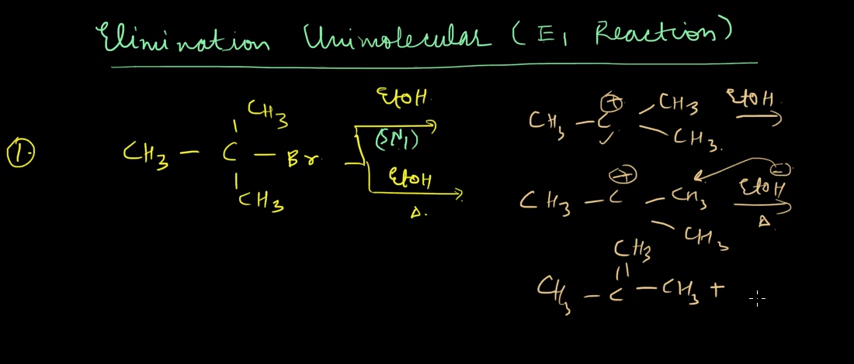 Elimination Unimolecular (E1 Reaction)
① CH3 - C - Br
CH3
CH3
EtOH
(SN1)
EtOH
Δ.
CH3 - C⊕ CH3
CH3.
EtOH
CH3 - C⊕ - CH3
CH3
EtOH ⊖
Δ
CH3
CH3 - C - CH3 +